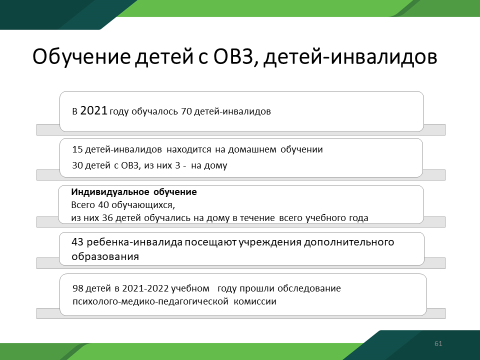 Обучение детей с ОВЗ, детей-инвалидов
В 2021 году обучалось 70 детей-инвалидов
15 детей-инвалидов находится на домашнем обучении
30 детей с ОВЗ, из них 3 - на дому
Индивидуальное обучение
Всего 40 обучающихся,
из них 36 детей обучались на дому в течение всего учебного года
43 ребенка-инвалида посещают учреждения дополнительного
образования
98 детей в 2021-2022 учебном году прошли обследование
психолого-медико-педагогической комиссии
61